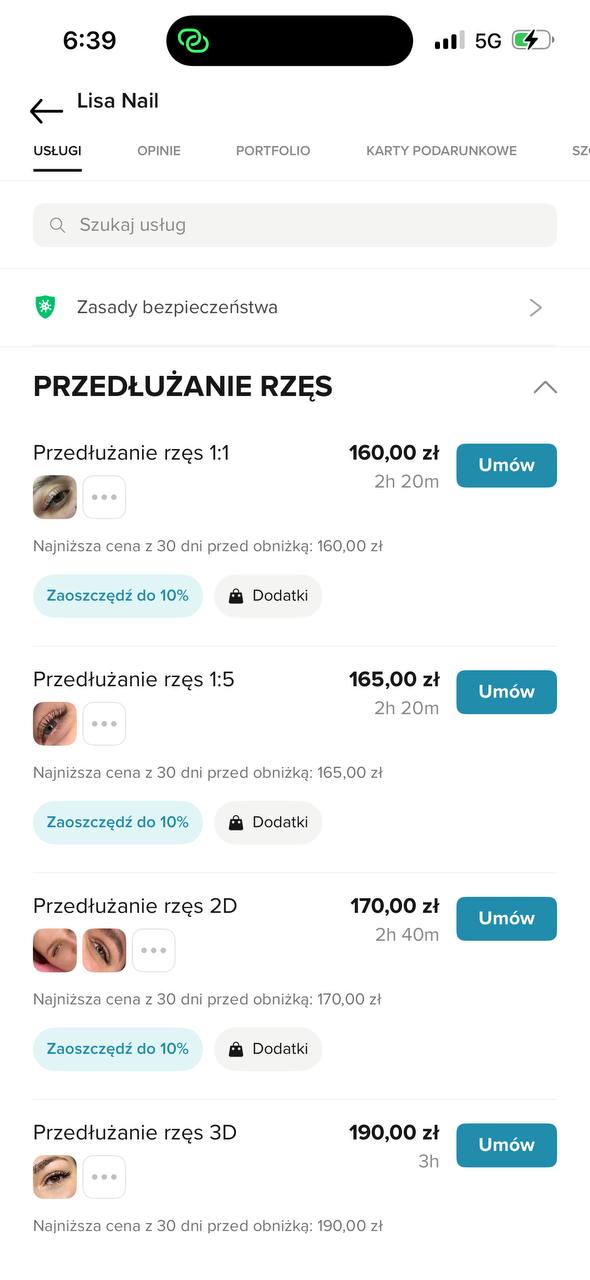 6:39
5G
Lisa Nail
USŁUGI OPINIE PORTFOLIO KARTY PODARUNKOWE
Szukaj usług
Zasady bezpieczeństwa
PRZEDŁUŻANIE RZĘS
Przedłużanie rzęs 1:1 160,00 zł Umów
2h 20m
Najniższa cena z 30 dni przed obniżką: 160,00 zł
Zaoszczędź do 10% Dodatki
Przedłużanie rzęs 1:5 165,00 zł Umów
2h 20m
Najniższa cena z 30 dni przed obniżką: 165,00 zł
Zaoszczędź do 10% Dodatki
Przedłużanie rzęs 2D 170,00 zł Umów
2h 40m
Najniższa cena z 30 dni przed obniżką: 170,00 zł
Zaoszczędź do 10% Dodatki
Przedłużanie rzęs 3D 190,00 zł Umów
3h
Najniższa cena z 30 dni przed obniżką: 190,00 zł